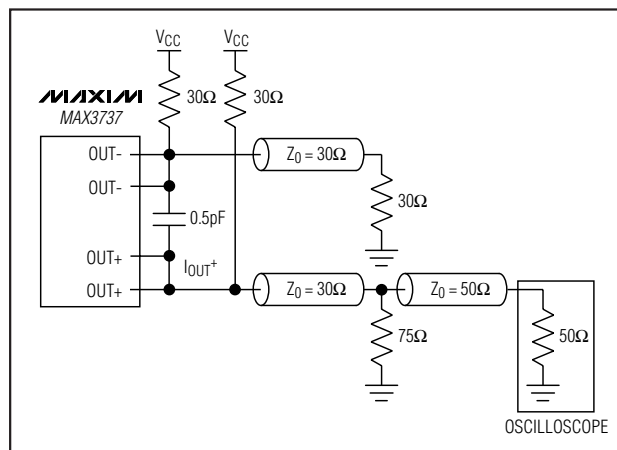 VCC VCC
MAXIM
MAX3737
30Ω 30Ω
OUT- Z0 = 30Ω
OUT-
30Ω
0.5pF
OUT+ IOUT+
OUT+ Z0 = 30Ω Z0 = 50Ω
75Ω 50Ω
OSCILLOSCOPE